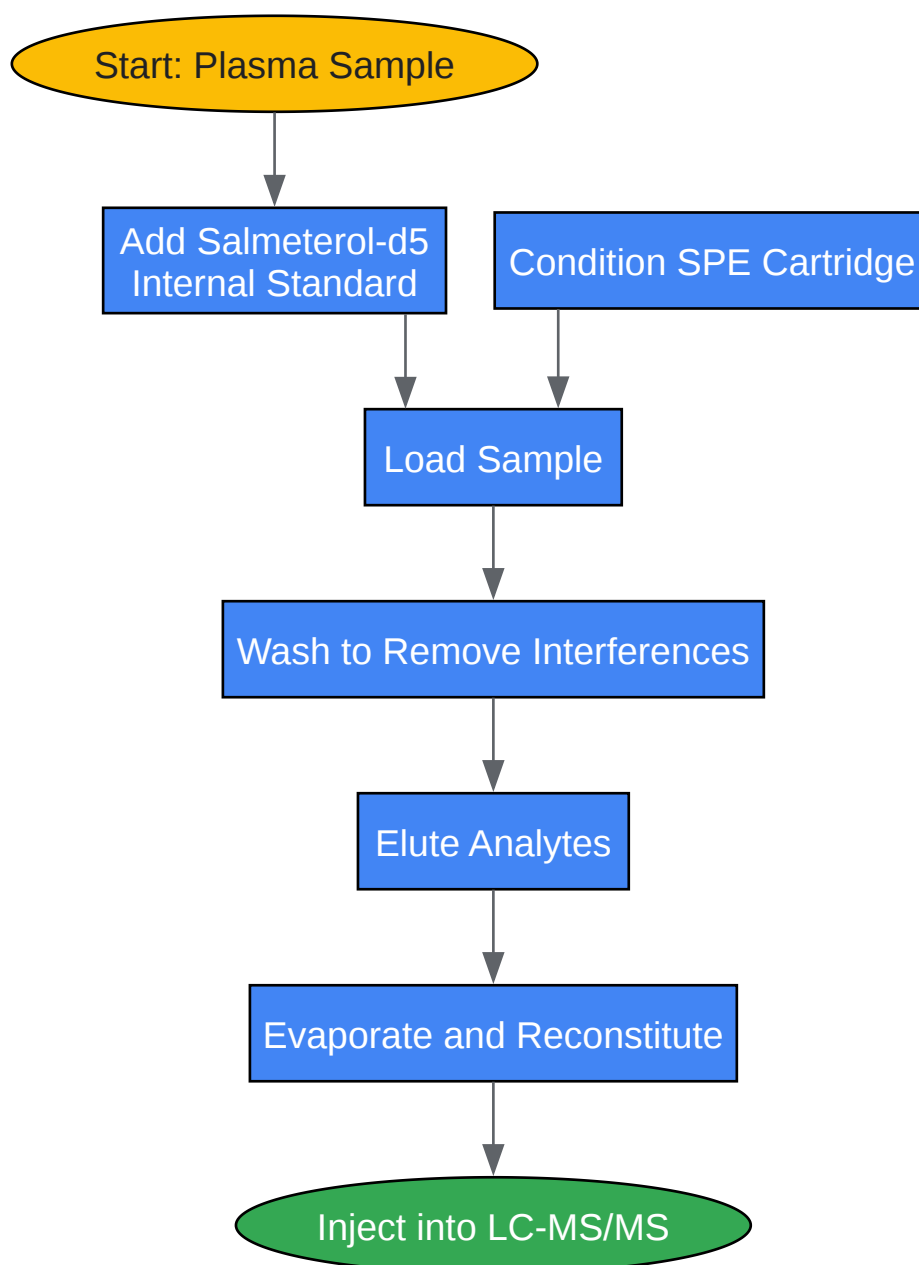 Start: Plasma Sample
Add Salmeterol-d5
Internal Standard
Condition SPE Cartridge
Load Sample
Wash to Remove Interferences
Elute Analytes
Evaporate and Reconstitute
Inject into LC-MS/MS